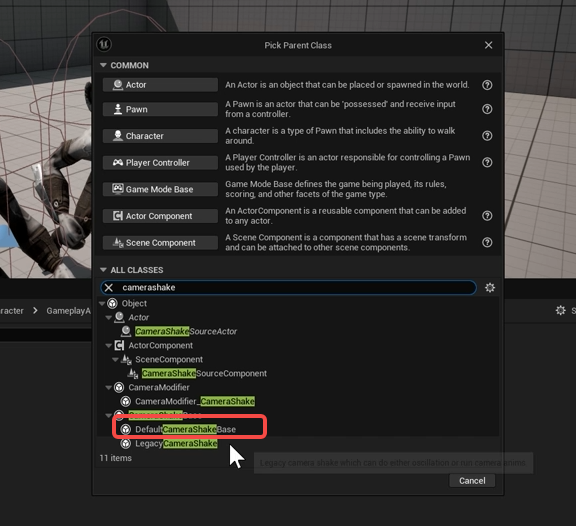 Pick Parent Class
COMMON
Actor
An Actor is an object that can be placed or spawned in the world.
Pawn
A Pawn is an actor that can be 'possessed' and receive input
from a controller.
Character
A character is a type of Pawn that includes the ability to walk
around.
Player Controller
A Player Controller is an actor responsible for controlling a Pawn
used by the player.
Game Mode Base
Game Mode Base defines the game being played, its rules,
scoring, and other facets of the game type.
Actor Component
An ActorComponent is a reusable component that can be added
to any actor.
Scene Component
A Scene Component is a component that has a scene transform
and can be attached to other scene components.
ALL CLASSES
camerashake
Object
Actor
CameraShakeSourceActor
ActorComponent
SceneComponent
CameraShakeSourceComponent
CameraModifier
CameraModifier_CameraShake
CameraShakeBase
DefaultCameraShakeBase
LegacyCameraShake
Legacy camera shake which can do either oscillation or run camera anims.
11 items
Cancel
aracter > GameplayA
S